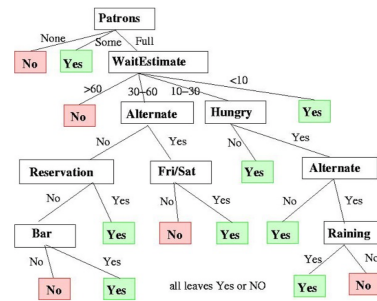 Patrons
None Some Full
No Yes WaitEstimate
>60 30–60 10–30 <10
No Alternate Hungry Yes
No Yes No Yes
Reservation Fri/Sat Yes Alternate
No Yes No Yes No Yes
Bar Yes No Yes Yes Raining
No Yes Yes No
No Yes all leaves Yes or NO Yes No